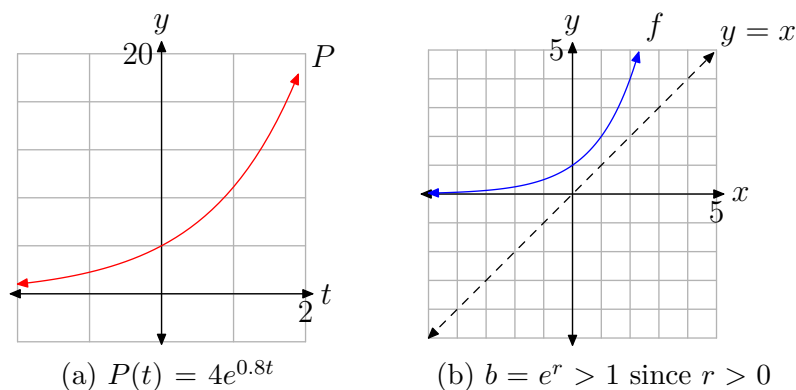 y
20
P
t
2
(a) P(t) = 4e^{0.8t}
y
5
f
y = x
x
5
(b) b = e^r > 1 since r > 0